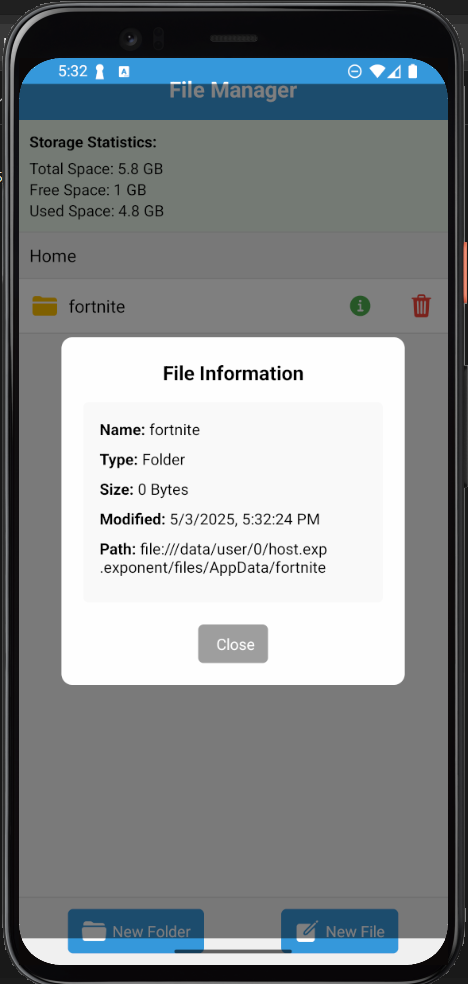 5:32
A
File Manager
Storage Statistics:
Total Space: 5.8 GB
Free Space: 1 GB
Used Space: 4.8 GB
Home
fortnite
File Information
Name: fortnite
Type: Folder
Size: 0 Bytes
Modified: 5/3/2025, 5:32:24 PM
Path: file:///data/user/0/host.exp
.exponent/files/AppData/fortnite
Close
New Folder
New File